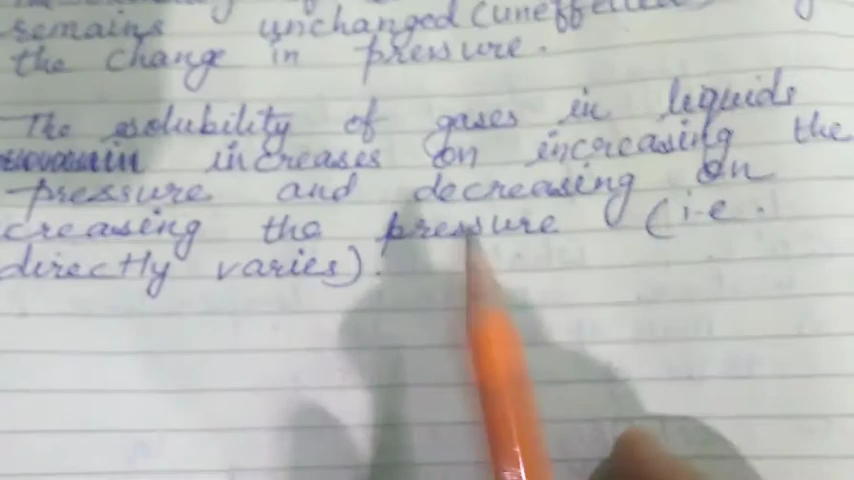 remains unchanged (uneffected
the change in pressure.
The solubility of gases in liquids
increases on increasing the
pressure and decreasing on
creasing the pressure (i.e.
directly varies).